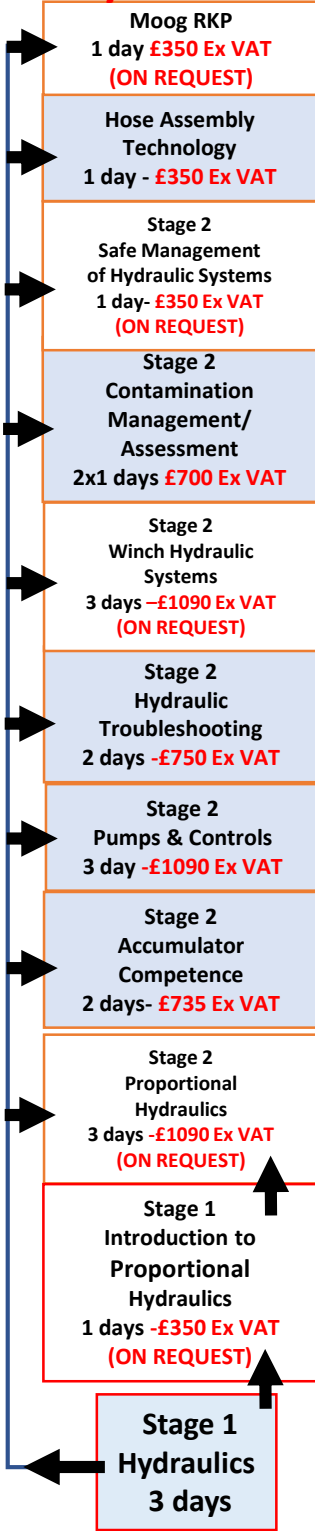 Moog RKP
1 day £350 Ex VAT
(ON REQUEST)
Hose Assembly
Technology
1 day - £350 Ex VAT
Stage 2
Safe Management
of Hydraulic Systems
1 day- £350 Ex VAT
(ON REQUEST)
Stage 2
Contamination
Management/
Assessment
2x1 days £700 Ex VAT
Stage 2
Winch Hydraulic
Systems
3 days –£1090 Ex VAT
(ON REQUEST)
Stage 2
Hydraulic
Troubleshooting
2 days -£750 Ex VAT
Stage 2
Pumps & Controls
3 day -£1090 Ex VAT
Stage 2
Accumulator
Competence
2 days- £735 Ex VAT
Stage 2
Proportional
Hydraulics
3 days -£1090 Ex VAT
(ON REQUEST)
Stage 1
Introduction to
Proportional
Hydraulics
1 days -£350 Ex VAT
(ON REQUEST)
Stage 1
Hydraulics
3 days